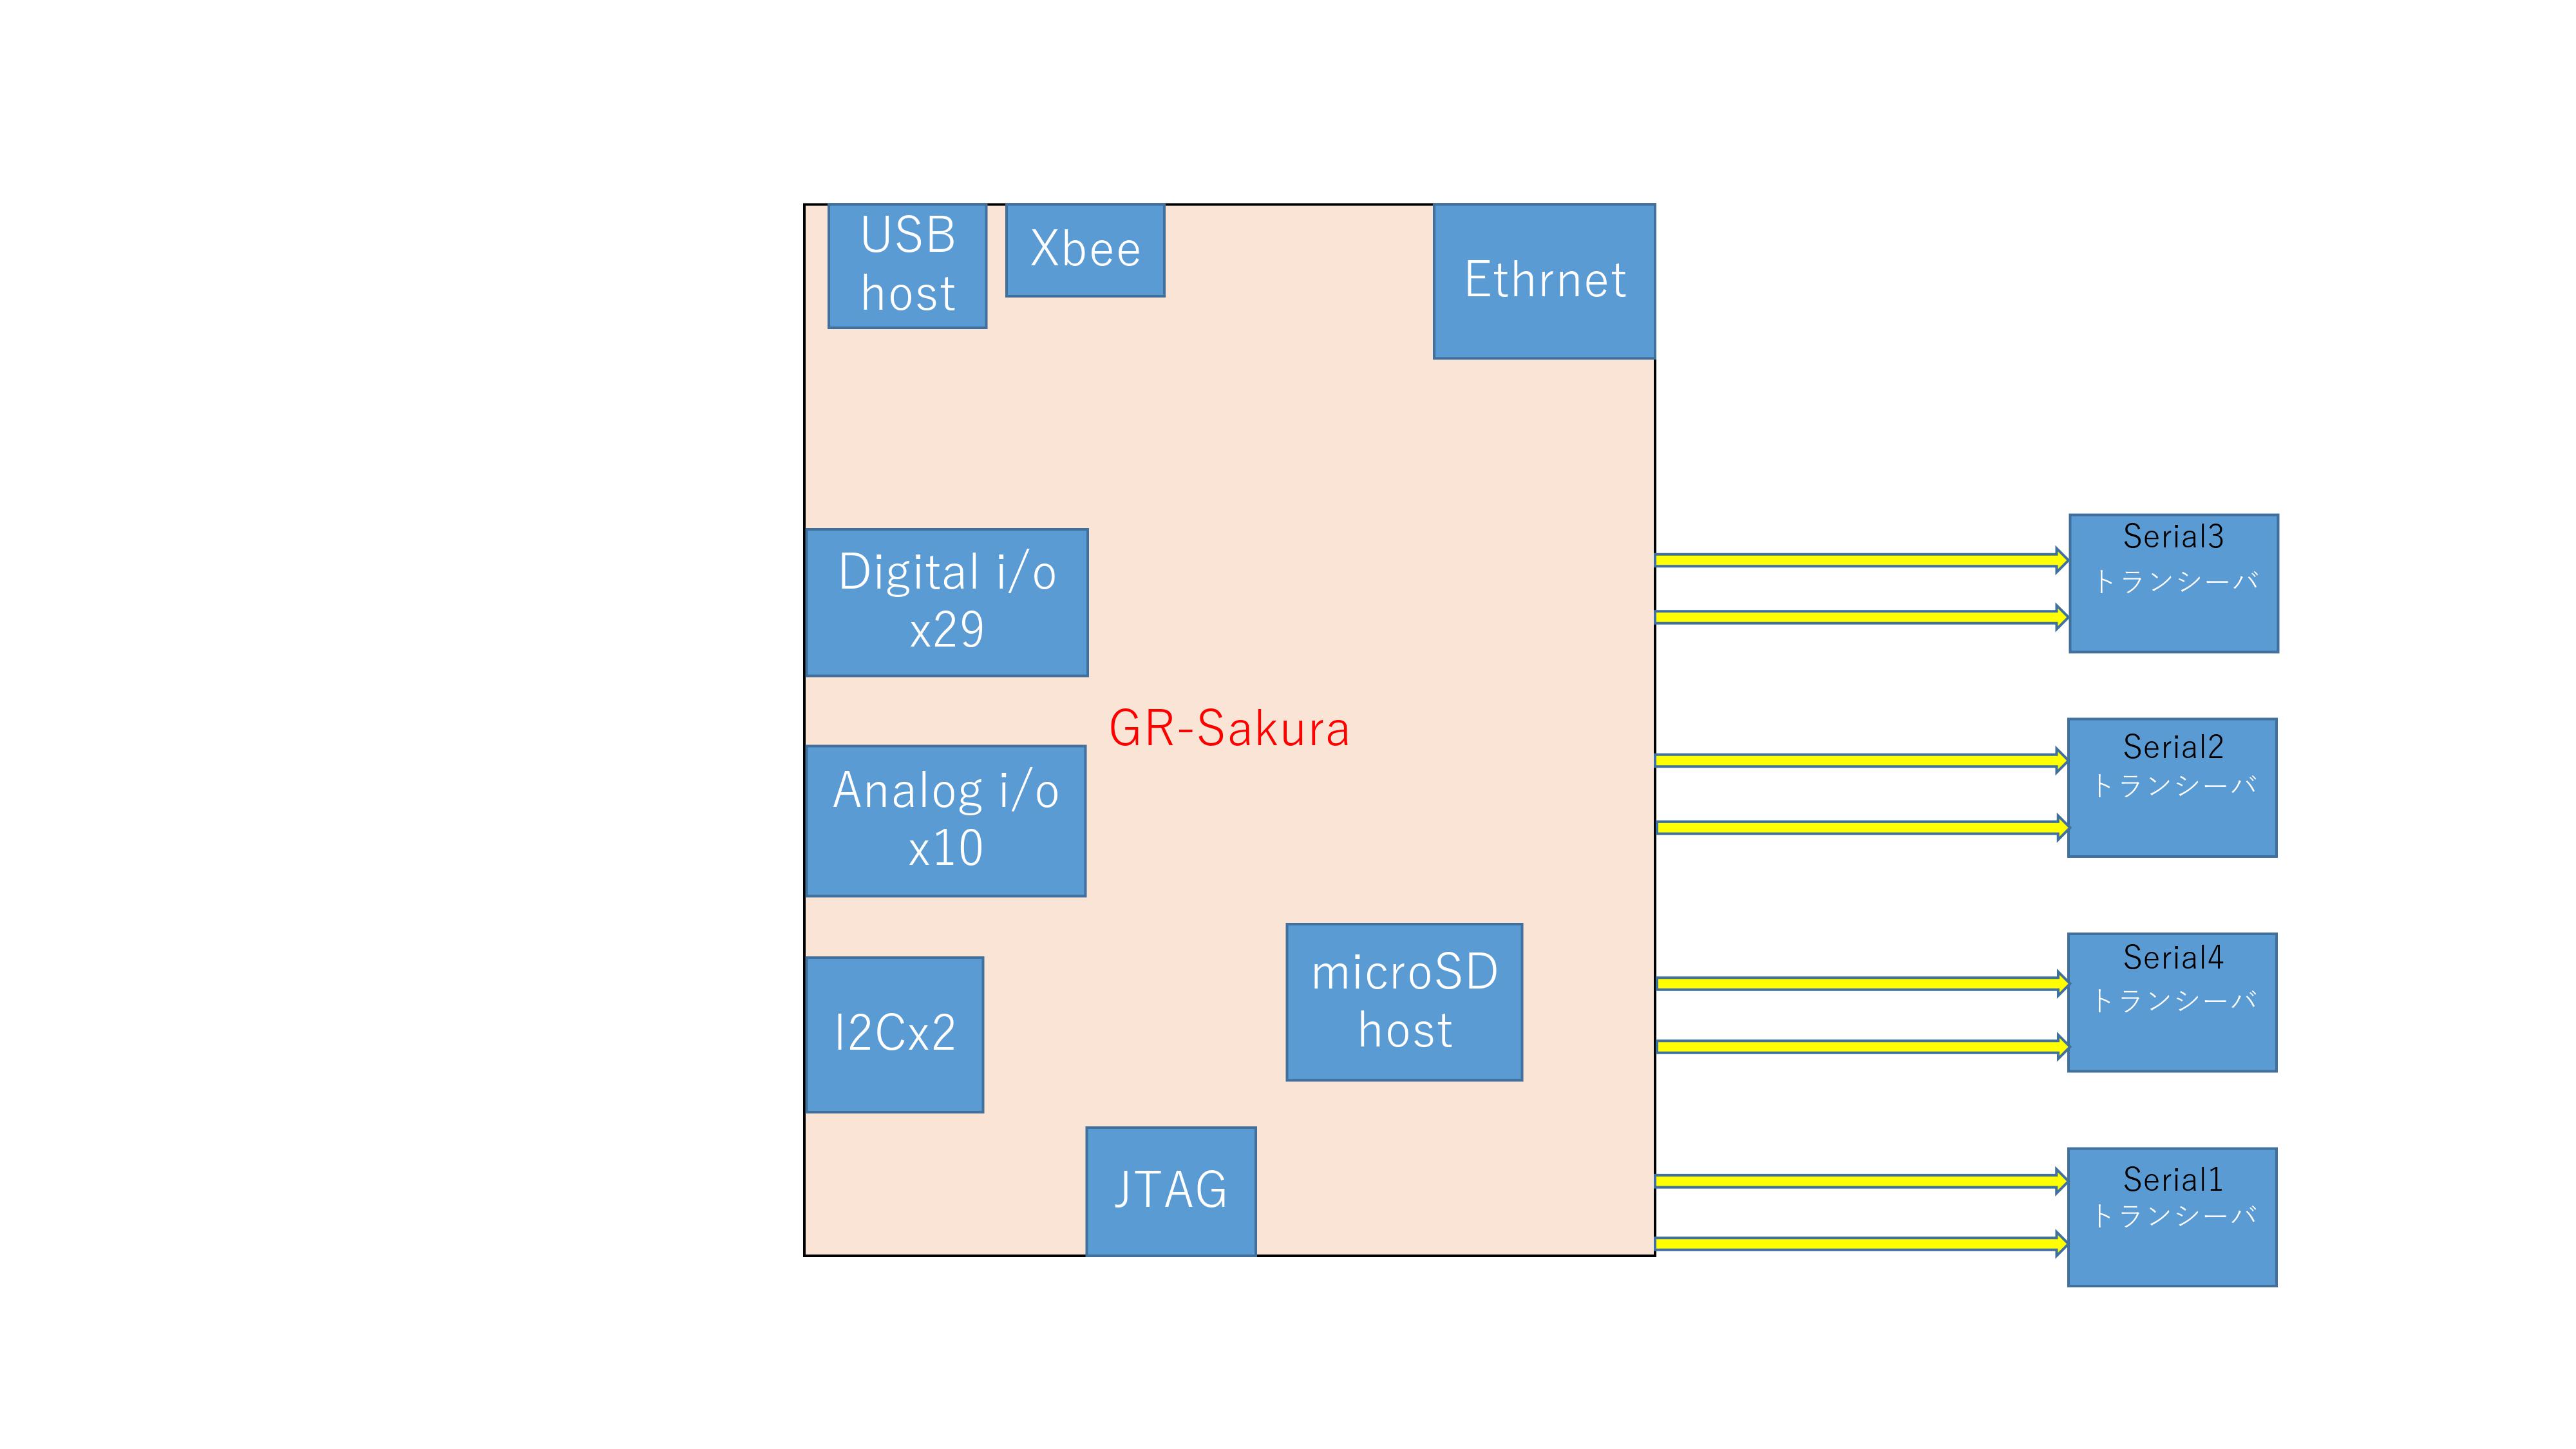 USB
host
Xbee
Ethrnet
Digital i/o
x29
GR-Sakura
Analog i/o
x10
I2Cx2
microSD
host
JTAG
Serial3
トランシーバ
Serial2
トランシーバ
Serial4
トランシーバ
Serial1
トランシーバ